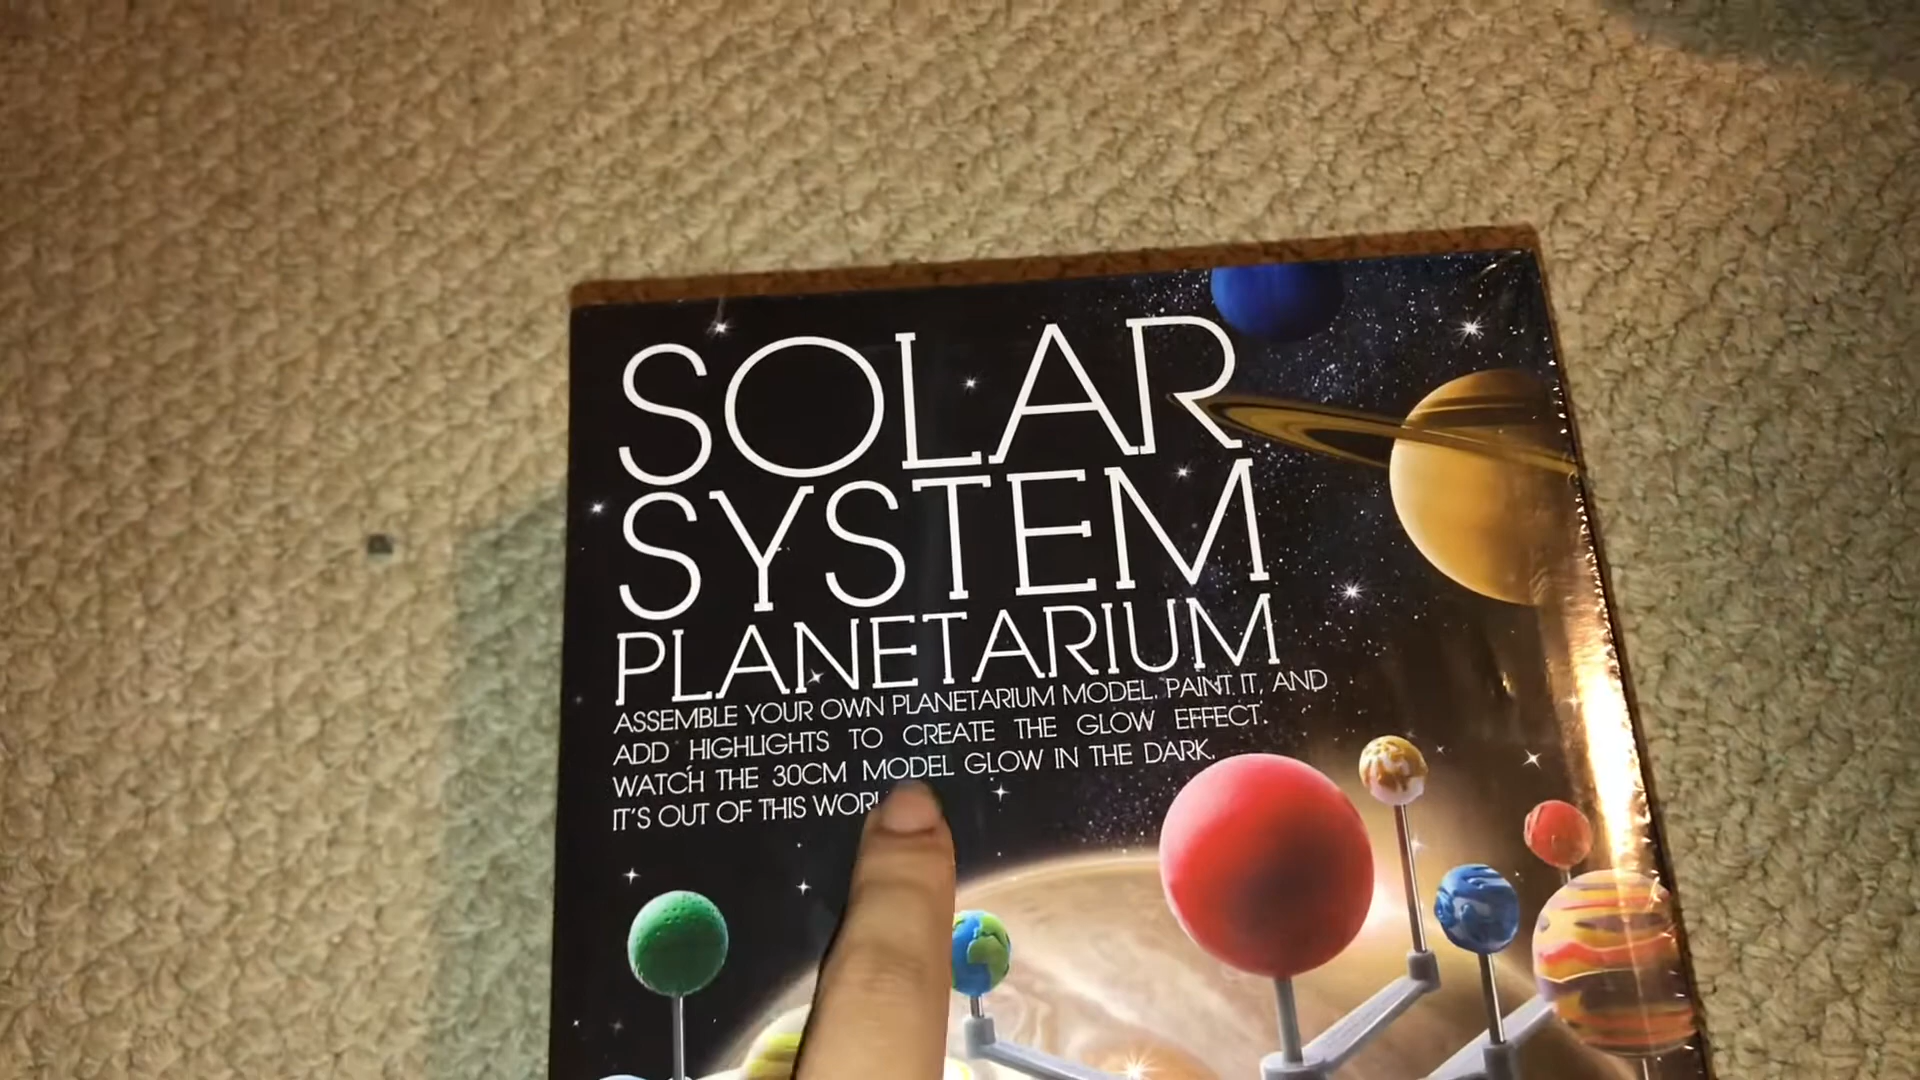 SOLAR
SYSTEM
PLANETARIUM
ASSEMBLE YOUR OWN PLANETARIUM MODEL. PAINT IT, AND
ADD HIGHLIGHTS TO CREATE THE GLOW EFFECT.
WATCH THE 30CM MODEL GLOW IN THE DARK.
IT'S OUT OF THIS